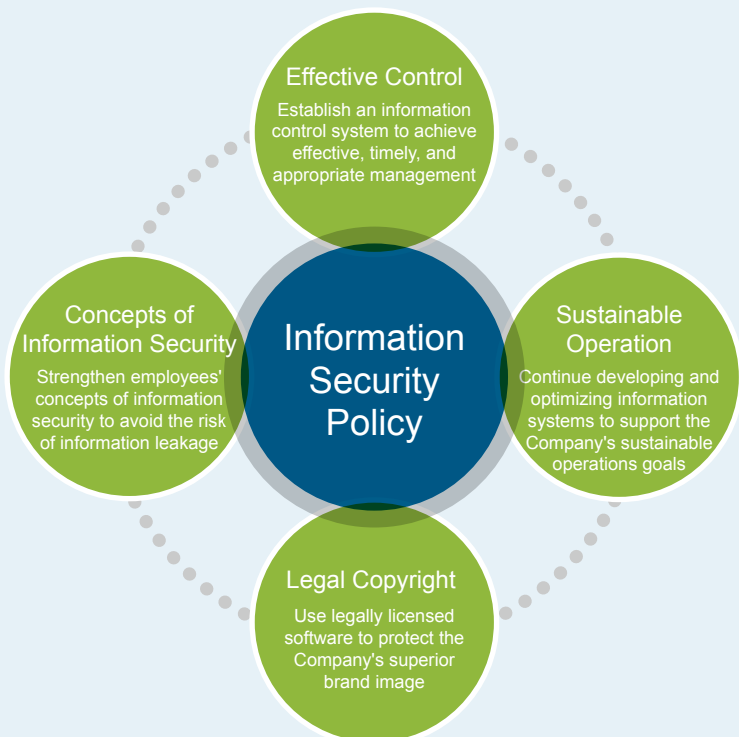 Effective Control
Establish an information
control system to achieve
effective, timely, and
appropriate management
Concepts of
Information Security
Strengthen employees'
concepts of information
security to avoid the risk
of information leakage
Information
Security
Policy
Sustainable
Operation
Continue developing and
optimizing information
systems to support the
Company's sustainable
operations goals
Legal Copyright
Use legally licensed
software to protect the
Company's superior
brand image